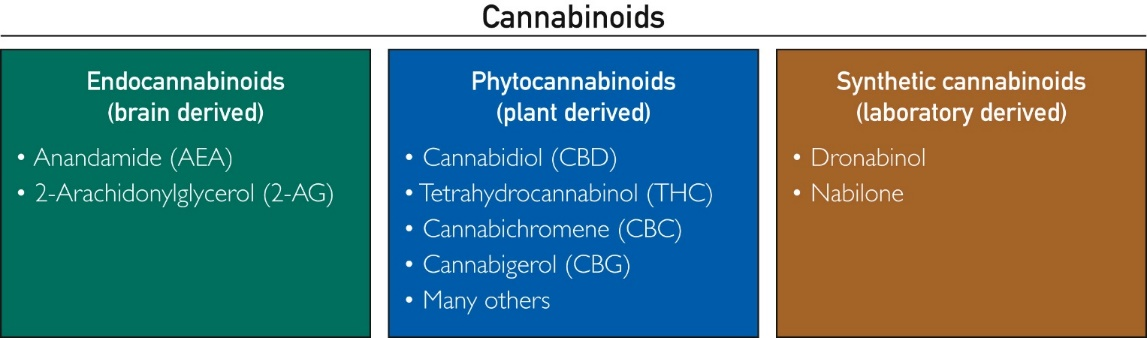 Cannabinoids
Endocannabinoids
(brain derived)
• Anandamide (AEA)
• 2-Arachidonylglycerol (2-AG)
Phytocannabinoids
(plant derived)
• Cannabidiol (CBD)
• Tetrahydrocannabinol (THC)
• Cannabichromene (CBC)
• Cannabigerol (CBG)
• Many others
Synthetic cannabinoids
(laboratory derived)
• Dronabinol
• Nabilone